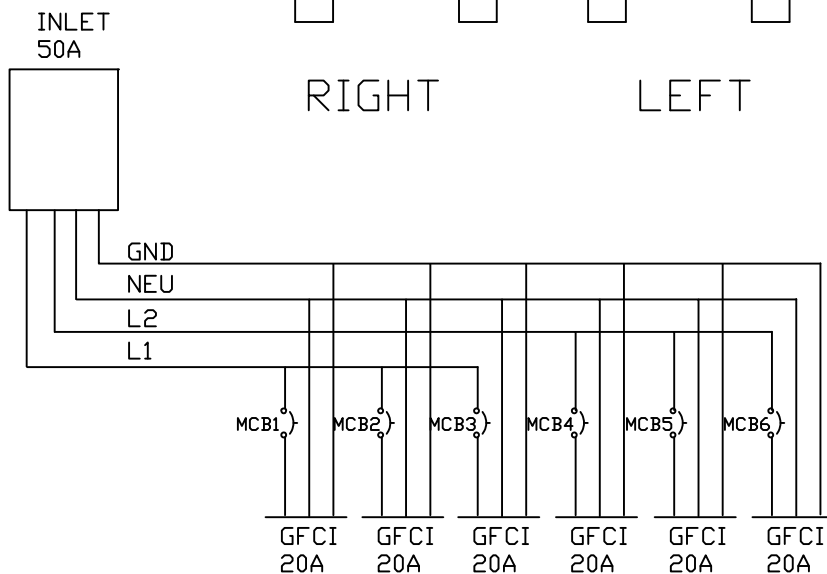 INLET
50A
RIGHT LEFT
GND
NEU
L2
L1
MCB1 MCB2 MCB3 MCB4 MCB5 MCB6
GFCI GFCI GFCI GFCI GFCI GFCI
20A 20A 20A 20A 20A 20A